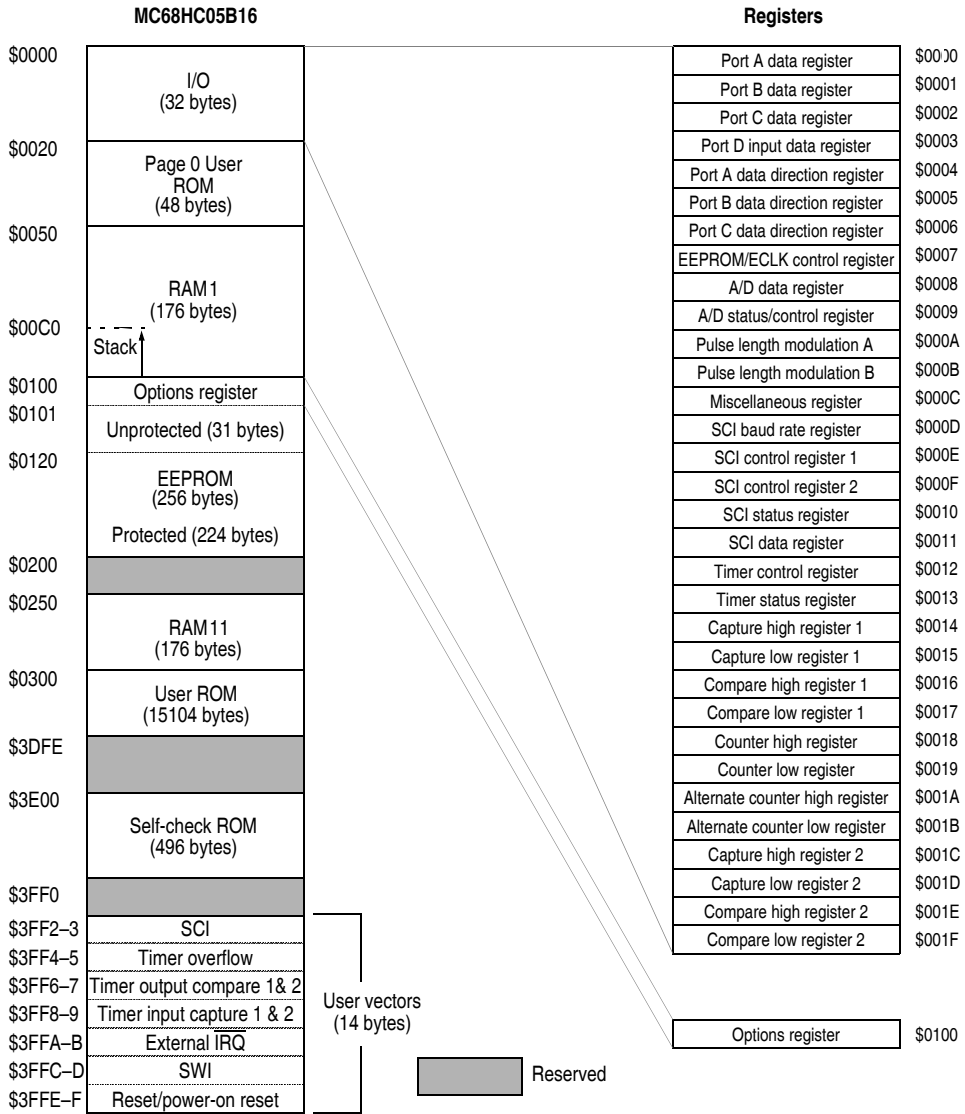 MC68HC05B16
$0000
I/O
(32 bytes)
$0020
Page 0 User
ROM
(48 bytes)
$0050
RAM1
(176 bytes)
$00C0
Stack
$0100
Options register
$0101
Unprotected (31 bytes)
$0120
EEPROM
(256 bytes)
Protected (224 bytes)
$0200
$0250
RAM11
(176 bytes)
$0300
User ROM
(15104 bytes)
$3DFE
$3E00
Self-check ROM
(496 bytes)
$3FF0
$3FF2–3 SCI
$3FF4–5 Timer overflow
$3FF6–7 Timer output compare 1& 2
$3FF8–9 Timer input capture 1 & 2
$3FFA–B External IRQ
$3FFC–D SWI
$3FFE–F Reset/power-on reset
User vectors
(14 bytes)
Reserved
Registers
Port A data register $0000
Port B data register $0001
Port C data register $0002
Port D input data register $0003
Port A data direction register $0004
Port B data direction register $0005
Port C data direction register $0006
EEPROM/ECLK control register $0007
A/D data register $0008
A/D status/control register $0009
Pulse length modulation A $000A
Pulse length modulation B $000B
Miscellaneous register $000C
SCI baud rate register $000D
SCI control register 1 $000E
SCI control register 2 $000F
SCI status register $0010
SCI data register $0011
Timer control register $0012
Timer status register $0013
Capture high register 1 $0014
Capture low register 1 $0015
Compare high register 1 $0016
Compare low register 1 $0017
Counter high register $0018
Counter low register $0019
Alternate counter high register $001A
Alternate counter low register $001B
Capture high register 2 $001C
Capture low register 2 $001D
Compare high register 2 $001E
Compare low register 2 $001F
Options register $0100